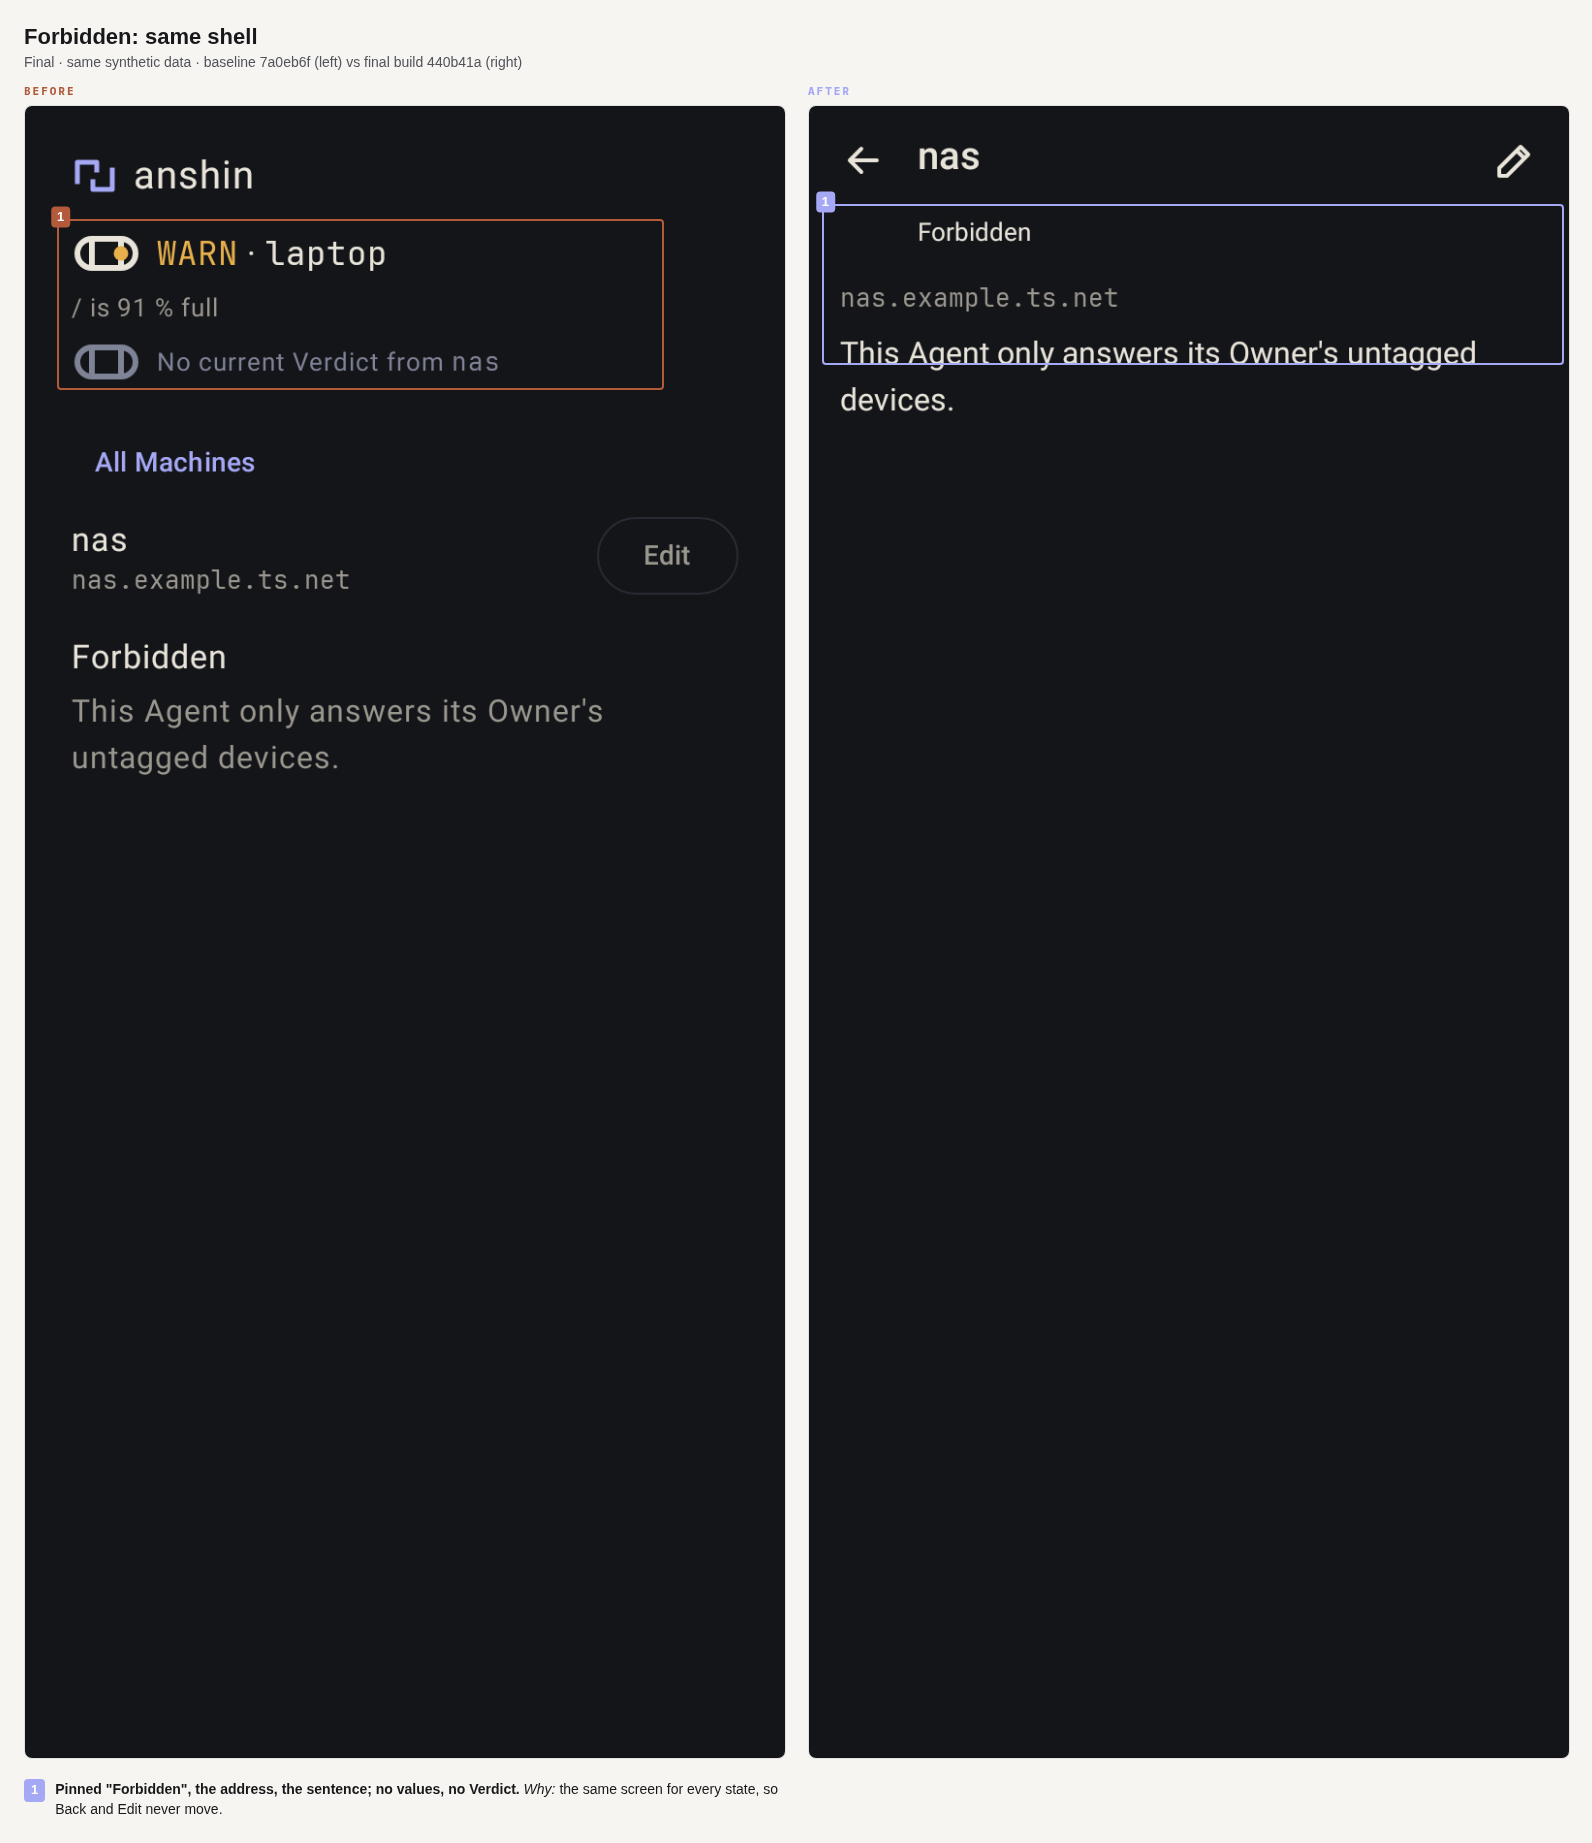 Forbidden: same shell
Final · same synthetic data · baseline 7a0eb6f (left) vs final build 440b41a (right)
BEFORE
anshin
1
WARN · laptop
/ is 91 % full
No current Verdict from nas
All Machines
nas
nas.example.ts.net
Edit
Forbidden
This Agent only answers its Owner's
untagged devices.
AFTER
nas
1
Forbidden
nas.example.ts.net
This Agent only answers its Owner's untagged
devices.
1 Pinned "Forbidden", the address, the sentence; no values, no Verdict. Why: the same screen for every state, so
Back and Edit never move.